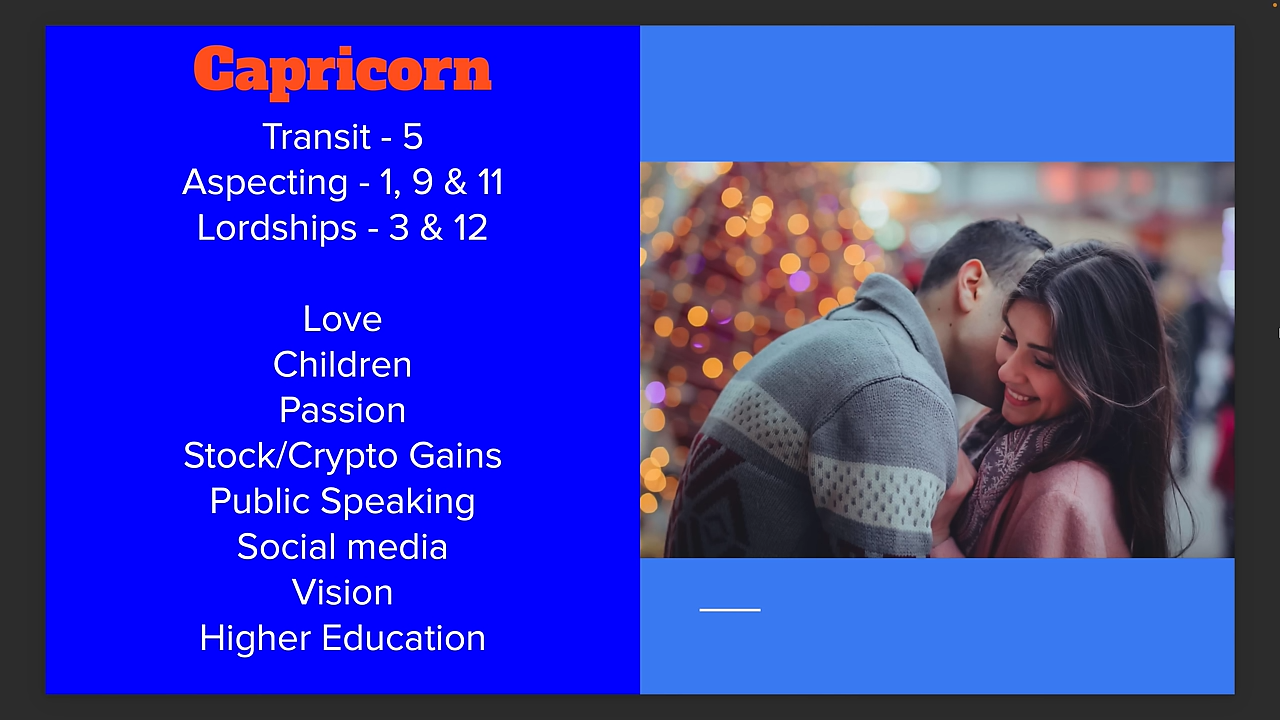 Capricorn
Transit - 5
Aspecting - 1, 9 & 11
Lordships - 3 & 12
Love
Children
Passion
Stock/Crypto Gains
Public Speaking
Social media
Vision
Higher Education